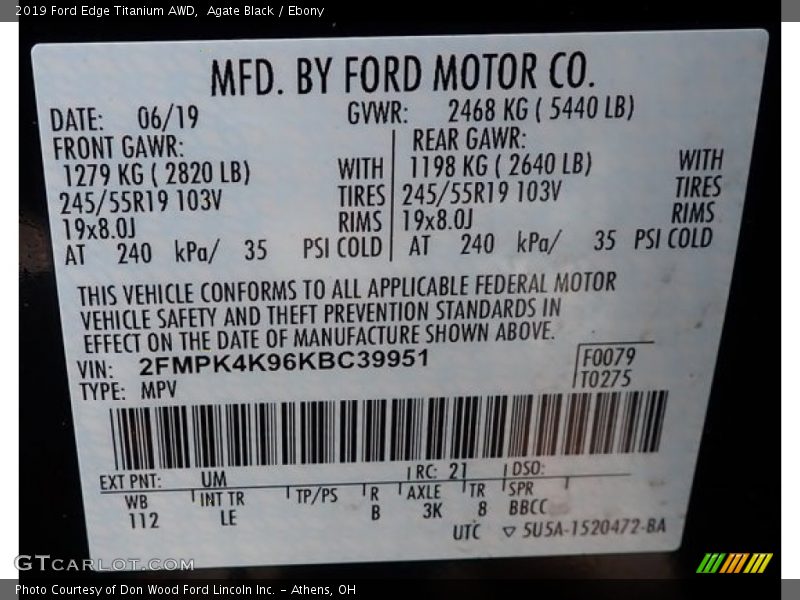 2019 Ford Edge Titanium AWD,  Agate Black / Ebony
MFD. BY FORD MOTOR CO.
DATE: 06/19 GVWR: 2468 KG ( 5440 LB)
FRONT GAWR: REAR GAWR:
1279 KG ( 2820 LB) WITH 1198 KG ( 2640 LB) WITH
245/55R19 103V TIRES 245/55R19 103V TIRES
19x8.0J RIMS 19x8.0J RIMS
AT 240 kPa/ 35 PSI COLD AT 240 kPa/ 35 PSI COLD
THIS VEHICLE CONFORMS TO ALL APPLICABLE FEDERAL MOTOR
VEHICLE SAFETY AND THEFT PREVENTION STANDARDS IN
EFFECT ON THE DATE OF MANUFACTURE SHOWN ABOVE.
VIN: 2FMPK4K96KBC39951 F0079
TYPE: MPV T0275
EXT PNT: UM RC: 21 DSO:
WB INT TR TP/PS R AXLE TR SPR
112 LE B 3K 8 BBCC
UTC ▽ 5U5A-1520472-BA
GTCARLOT.COM
Photo Courtesy of Don Wood Ford Lincoln Inc. - Athens, OH